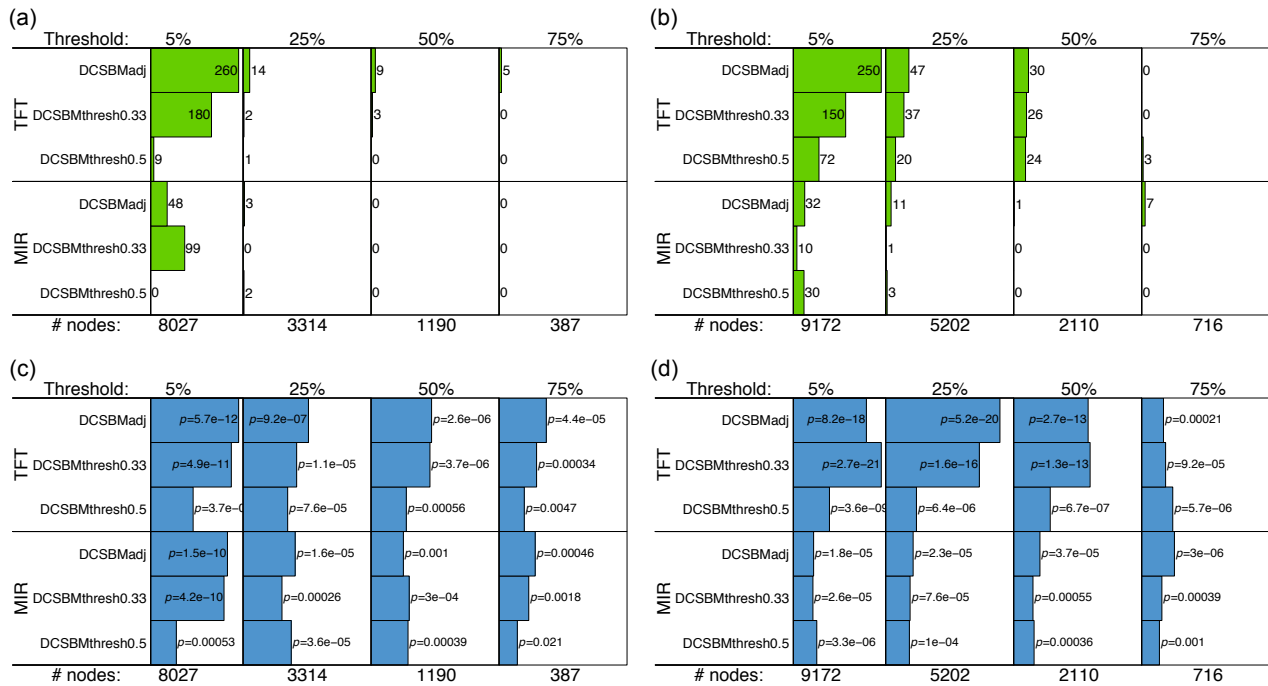 (a)
Threshold: 5% 25% 50% 75%
TFT
DCSBMadj 260 14 9 5
DCSBMthresh0.33 180 2 3 0
DCSBMthresh0.5 9 1 0 0
MIR
DCSBMadj 48 3 0 0
DCSBMthresh0.33 99 0 0 0
DCSBMthresh0.5 0 2 0 0
# nodes: 8027 3314 1190 387
(b)
Threshold: 5% 25% 50% 75%
TFT
DCSBMadj 250 47 30 0
DCSBMthresh0.33 150 37 26 0
DCSBMthresh0.5 72 20 24 3
MIR
DCSBMadj 32 11 1 7
DCSBMthresh0.33 10 1 0 0
DCSBMthresh0.5 30 3 0 0
# nodes: 9172 5202 2110 716
(c)
Threshold: 5% 25% 50% 75%
TFT
DCSBMadj p=5.7e−12 p=9.2e−07 p=2.6e−06 p=4.4e−05
DCSBMthresh0.33 p=4.9e−11 p=1.1e−05 p=3.7e−06 p=0.00034
DCSBMthresh0.5 p=7.6e−05 p=0.00056 p=0.0047
MIR
DCSBMadj p=1.5e−10 p=1.6e−05 p=0.001 p=0.00046
DCSBMthresh0.33 p=4.2e−10 p=0.00026 p=3e−04 p=0.0018
DCSBMthresh0.5 p=0.00053 p=3.6e−05 p=0.00039 p=0.021
# nodes: 8027 3314 1190 387
(d)
Threshold: 5% 25% 50% 75%
TFT
DCSBMadj p=8.2e−18 p=5.2e−20 p=2.7e−13 p=0.00021
DCSBMthresh0.33 p=2.7e−21 p=1.6e−16 p=1.3e−13 p=9.2e−05
DCSBMthresh0.5 p=3.6e−09 p=6.4e−06 p=6.7e−07 p=5.7e−06
MIR
DCSBMadj p=1.8e−05 p=2.3e−05 p=3.7e−05 p=3e−06
DCSBMthresh0.33 p=2.6e−05 p=7.6e−05 p=0.00055 p=0.00039
DCSBMthresh0.5 p=3.3e−06 p=1e−04 p=0.00036 p=0.001
# nodes: 9172 5202 2110 716